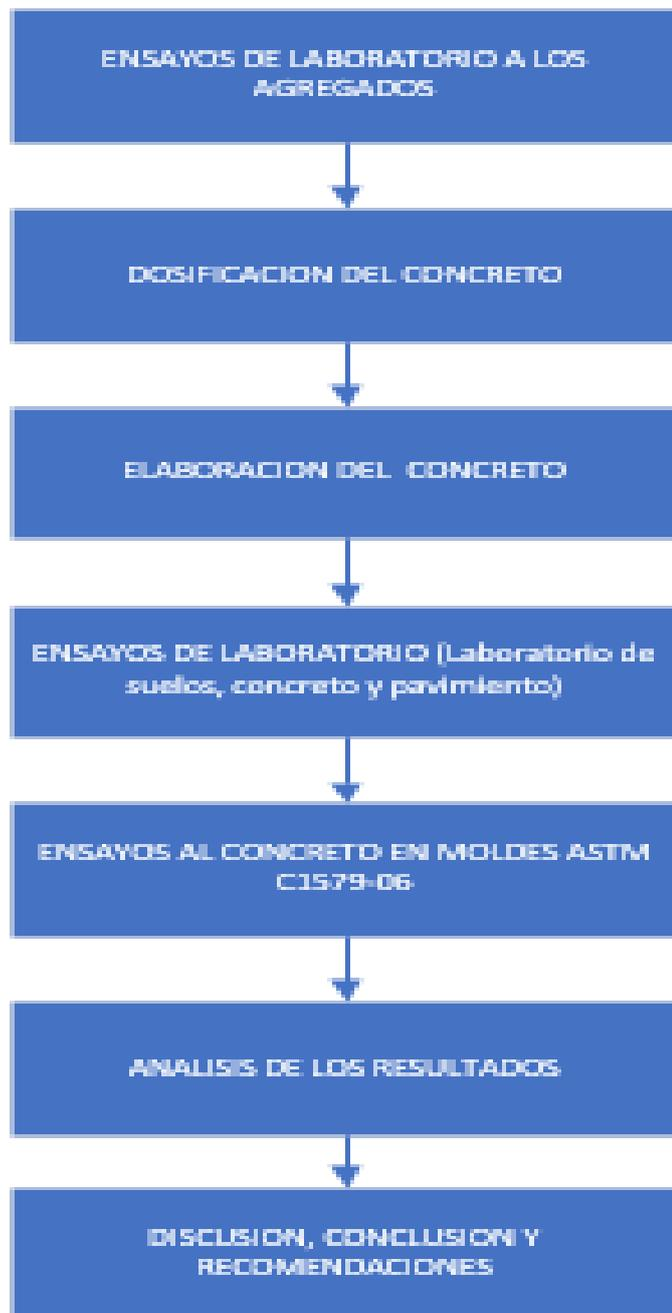 ENSAYOS DE LABORATORIO A LOS
AGREGADOS
DOSIFICACION DEL CONCRETO
ELABORACION DEL CONCRETO
ENSAYOS DE LABORATORIO (Laboratorio de
suelos, concreto y pavimiento)
ENSAYOS AL CONCRETO EN MOLDES ASTM
C1579-06
ANALISIS DE LOS RESULTADOS
DISCUSION, CONCLUSION Y
RECOMENDACIONES